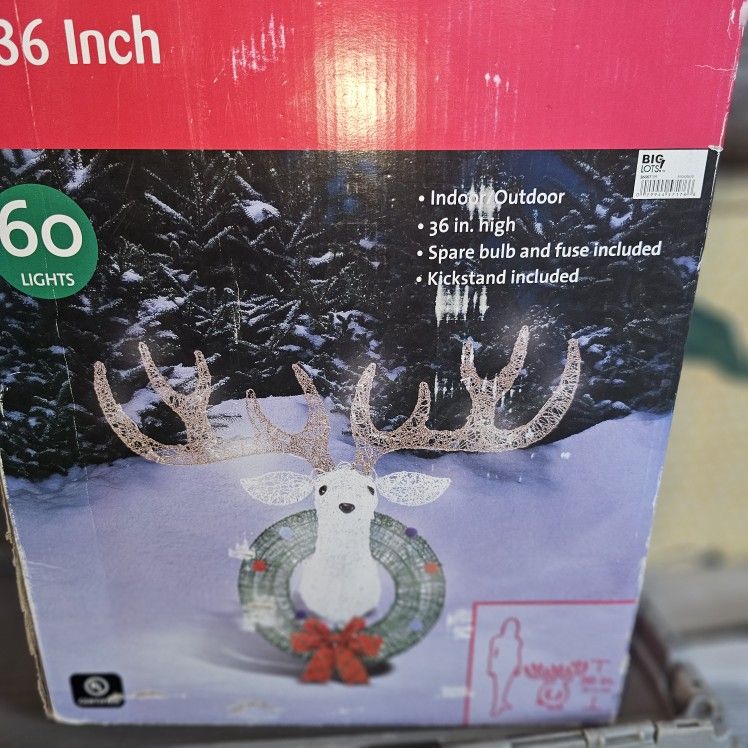 36 Inch
BIG
LOTS!
60
LIGHTS
• Indoor/Outdoor
• 36 in. high
• Spare bulb and fuse included
• Kickstand included